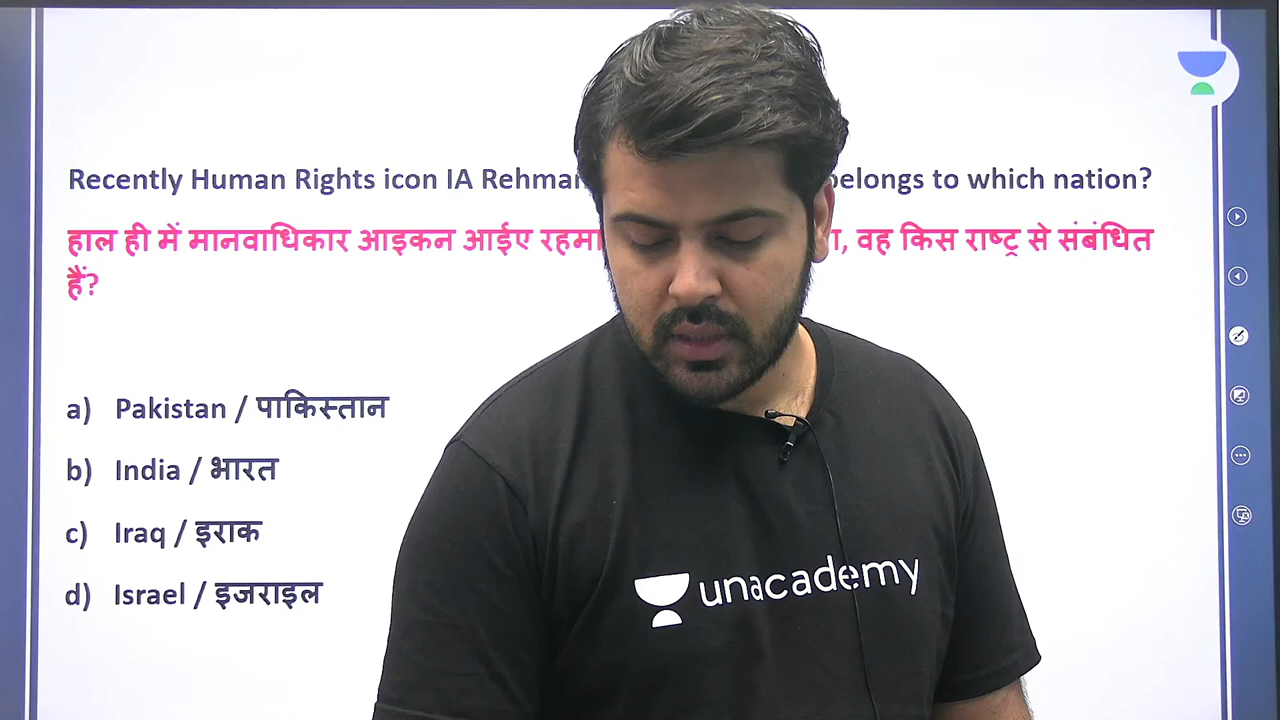 Recently Human Rights icon IA Rehman belongs to which nation?
हाल ही में मानवाधिकार आइकन आईए वह किस राष्ट्र से संबंधित
हैं?
a) Pakistan / पाकिस्तान
b) India / भारत
c) Iraq / इराक
d) Israel / इजराइल
unacademy